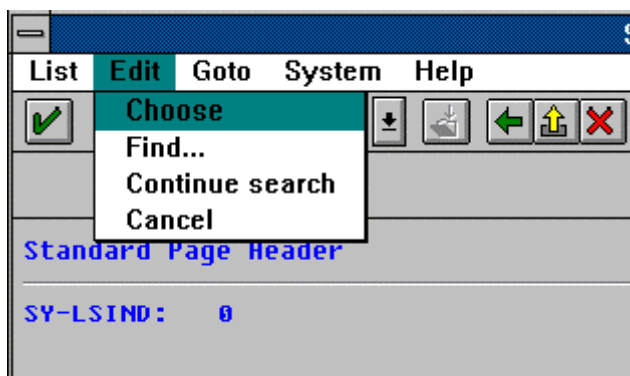 S
List Edit Goto System Help
Choose
Find...
Continue search
Cancel
Standard Page Header
SY-LSIND: 0